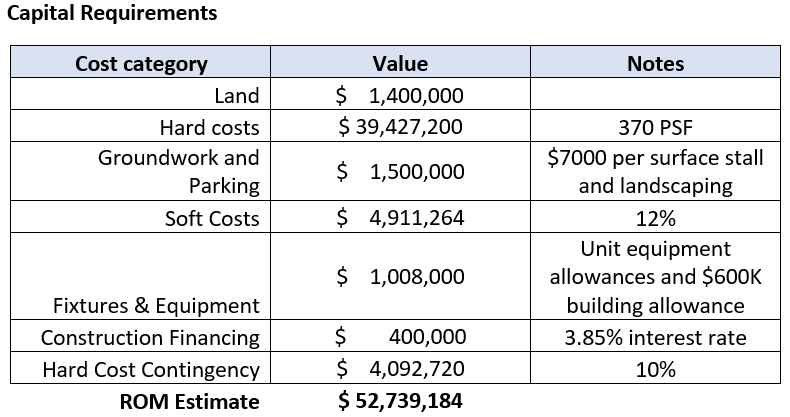 Capital Requirements
Cost category Value Notes
Land $ 1,400,000
Hard costs $ 39,427,200 370 PSF
Groundwork and
Parking $ 1,500,000 $7000 per surface stall
and landscaping
Soft Costs $ 4,911,264 12%
Fixtures & Equipment $ 1,008,000 Unit equipment
allowances and $600K
building allowance
Construction Financing $ 400,000 3.85% interest rate
Hard Cost Contingency $ 4,092,720 10%
ROM Estimate $ 52,739,184